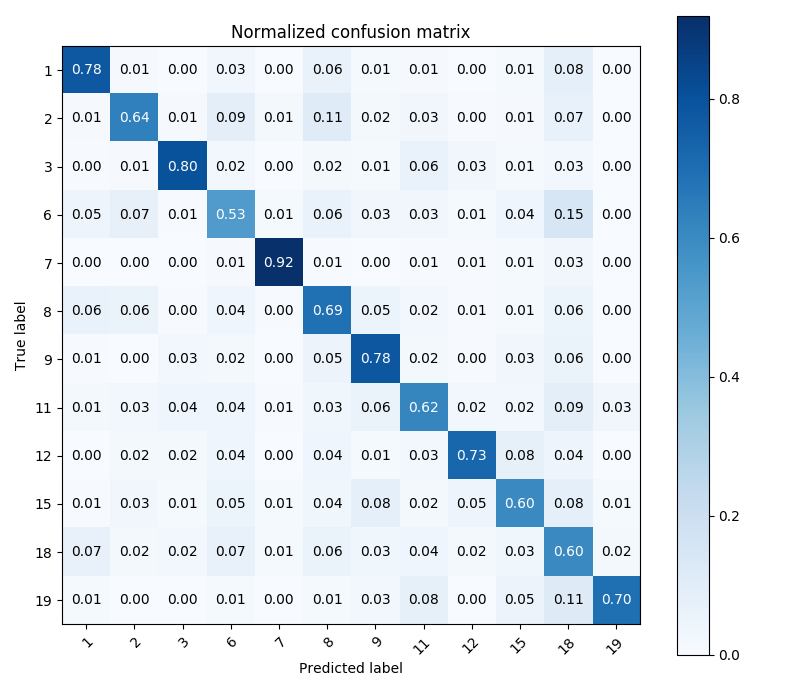 Normalized confusion matrix
True label
1 0.78 0.01 0.00 0.03 0.00 0.06 0.01 0.01 0.00 0.01 0.08 0.00
2 0.01 0.64 0.01 0.09 0.01 0.11 0.02 0.03 0.00 0.01 0.07 0.00
3 0.00 0.01 0.80 0.02 0.00 0.02 0.01 0.06 0.03 0.01 0.03 0.00
6 0.05 0.07 0.01 0.53 0.01 0.06 0.03 0.03 0.01 0.04 0.15 0.00
7 0.00 0.00 0.00 0.01 0.92 0.01 0.00 0.01 0.01 0.01 0.03 0.00
8 0.06 0.06 0.00 0.04 0.00 0.69 0.05 0.02 0.01 0.01 0.06 0.00
9 0.01 0.00 0.03 0.02 0.00 0.05 0.78 0.02 0.00 0.03 0.06 0.00
11 0.01 0.03 0.04 0.04 0.01 0.03 0.06 0.62 0.02 0.02 0.09 0.03
12 0.00 0.02 0.02 0.04 0.00 0.04 0.01 0.03 0.73 0.08 0.04 0.00
15 0.01 0.03 0.01 0.05 0.01 0.04 0.08 0.02 0.05 0.60 0.08 0.01
18 0.07 0.02 0.02 0.07 0.01 0.06 0.03 0.04 0.02 0.03 0.60 0.02
19 0.01 0.00 0.00 0.01 0.00 0.01 0.03 0.08 0.00 0.05 0.11 0.70
1 2 3 6 7 8 9 11 12 15 18 19
Predicted label
0.8
0.6
0.4
0.2
0.0